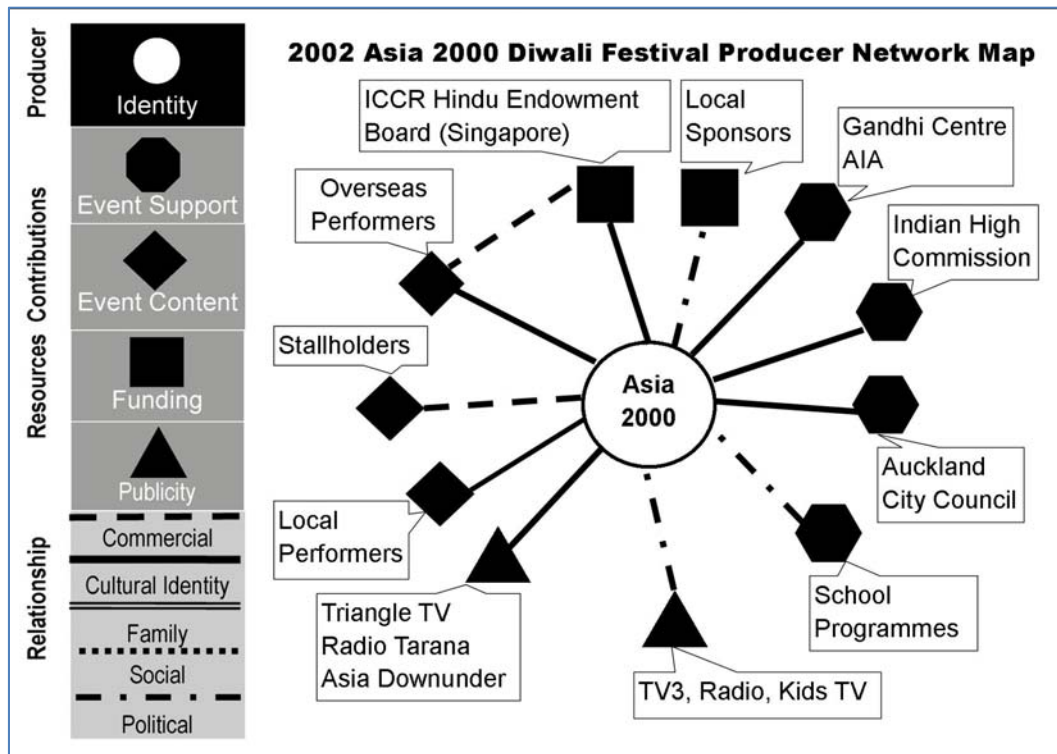 2002 Asia 2000 Diwali Festival Producer Network Map
Producer
Identity
Resources Contributions
Event Support
Event Content
Funding
Publicity
Relationship
Commercial
Cultural Identity
Family
Social
Political
ICCR Hindu Endowment
Board (Singapore)
Local
Sponsors
Gandhi Centre
AIA
Overseas
Performers
Indian High
Commission
Stallholders
Asia
2000
Auckland
City Council
Local
Performers
School
Programmes
Triangle TV
Radio Tarana
Asia Downunder
TV3, Radio, Kids TV